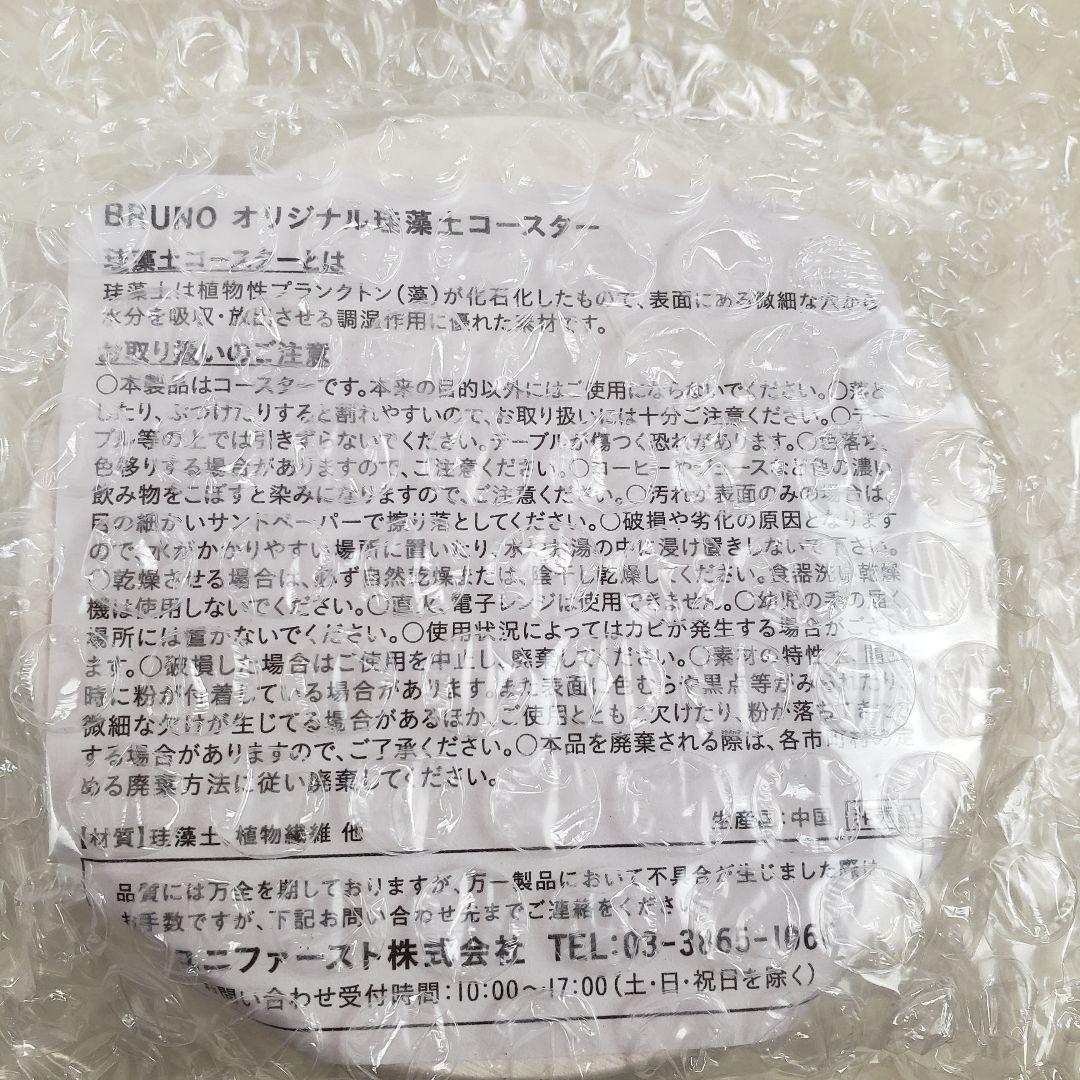 BRUNO オリジナル珪藻土コースター
珪藻土コースターとは
珪藻土は植物性プランクトン(藻)が化石化したもので、表面にある微細な穴から
水分を吸収・放出させる調湿作用に優れた素材です。
お取り扱いのご注意
○本製品はコースターです。本来の目的以外にはご使用にならないでください。○落と
したり、ぶつけたりすると割れやすいので、お取り扱いには十分ご注意ください。○テー
ブル等の上では引きずらないでください。テーブルが傷つく恐れがあります。○色落ち、
色移りする場合がありますので、ご注意ください。○コーヒーやジュースなど色の濃い
飲み物をこぼすと染みになりますので、ご注意ください。○汚れが表面のみの場合は、
目の細かいサンドペーパーで擦り落としてください。○破損や劣化の原因となります
ので、水がかかりやすい場所に置いたり、水やお湯の中に浸け置きしないで下さい。
○乾燥させる場合は、必ず自然乾燥または、陰干し乾燥してください。食器洗い乾燥
機は使用しないでください。○直火、電子レンジは使用できません。○幼児の手の届く
場所には置かないでください。○使用状況によってはカビが発生する場合がござい
ます。○破損した場合はご使用を中止し、廃棄してください。○素材の特性上、開
時に粉が付着している場合があります。また表面に色むらや黒点等がみられたり、
微細な欠けが生じてる場合があるほか、ご使用とともに欠けたり、粉が落ち
する場合がありますので、ご了承ください。○本品を廃棄される際は、各市町村の定
める廃棄方法に従い廃棄してください。
【材質】珪藻土 植物繊維 他
生産国:中国
品質には万全を期しておりますが、万一製品において不具合が生じました際は、
お手数ですが、下記お問い合わせ先までご連絡をください
ユニファースト株式会社 TEL:03-3865-106
お問い合わせ受付時間:10:00～17:00(土・日・祝日を除く)